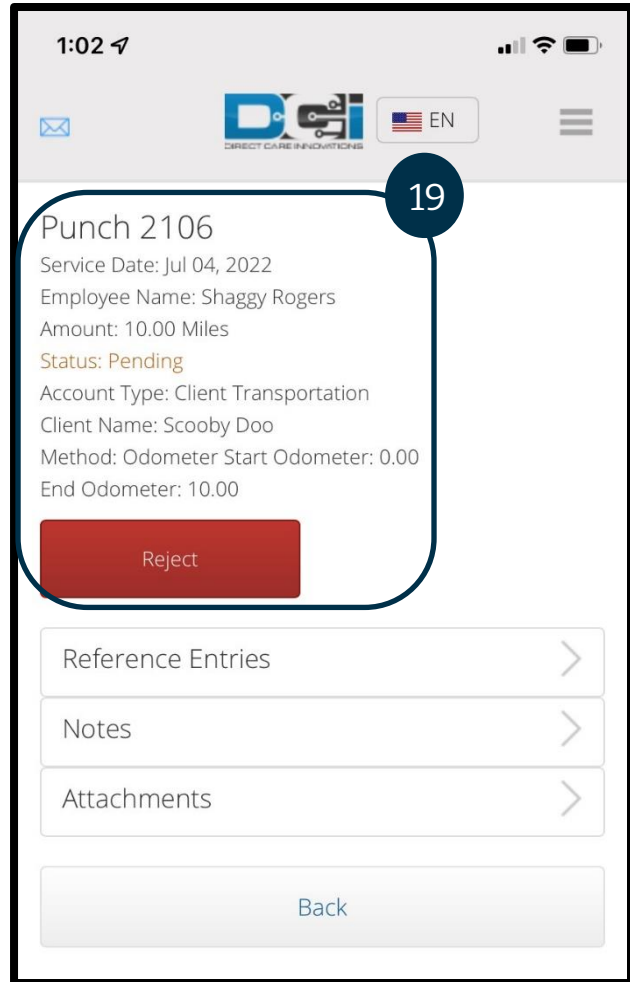 1:02
DCI
DIRECT CARE INNOVATIONS
EN
19
Punch 2106
Service Date: Jul 04, 2022
Employee Name: Shaggy Rogers
Amount: 10.00 Miles
Status: Pending
Account Type: Client Transportation
Client Name: Scooby Doo
Method: Odometer Start Odometer: 0.00
End Odometer: 10.00
Reject
Reference Entries
Notes
Attachments
Back